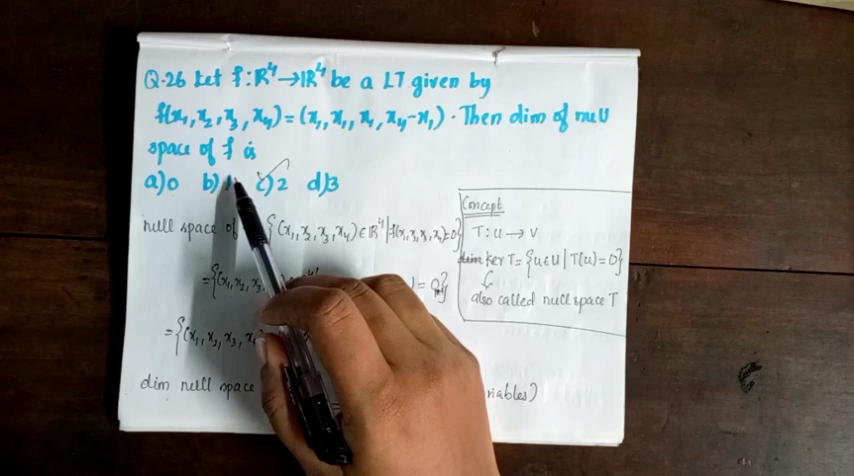 Q.26 Let f:ℝ⁴→ℝ⁴ be a LT given by
f(x₁,x₂,x₃,x₄)=(x₁,x₁,x₁,x₄-x₁). Then dim of null
space of f is
a)0 b) c)2 d)3
null space of {(x₁,x₂,x₃,x₄)∈ℝ⁴|f(x₁,x₂,x₃,x₄)=0}
={(x₁,x₂,x₃ )=0}
={(x₁,x₂,x₃,x₄
dim null space
Concept
T:U→V
ker T={u∈U|T(u)=0}
also called null space T